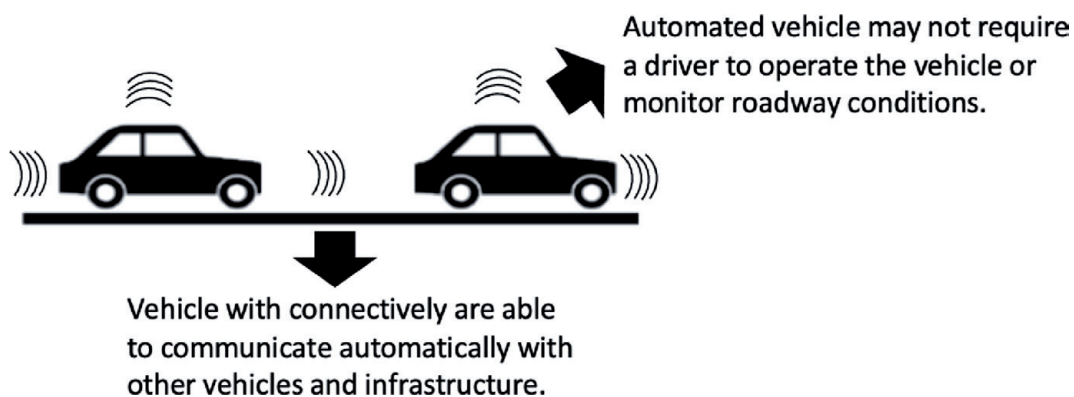 Automated vehicle may not require
a driver to operate the vehicle or
monitor roadway conditions.
Vehicle with connectively are able
to communicate automatically with
other vehicles and infrastructure.